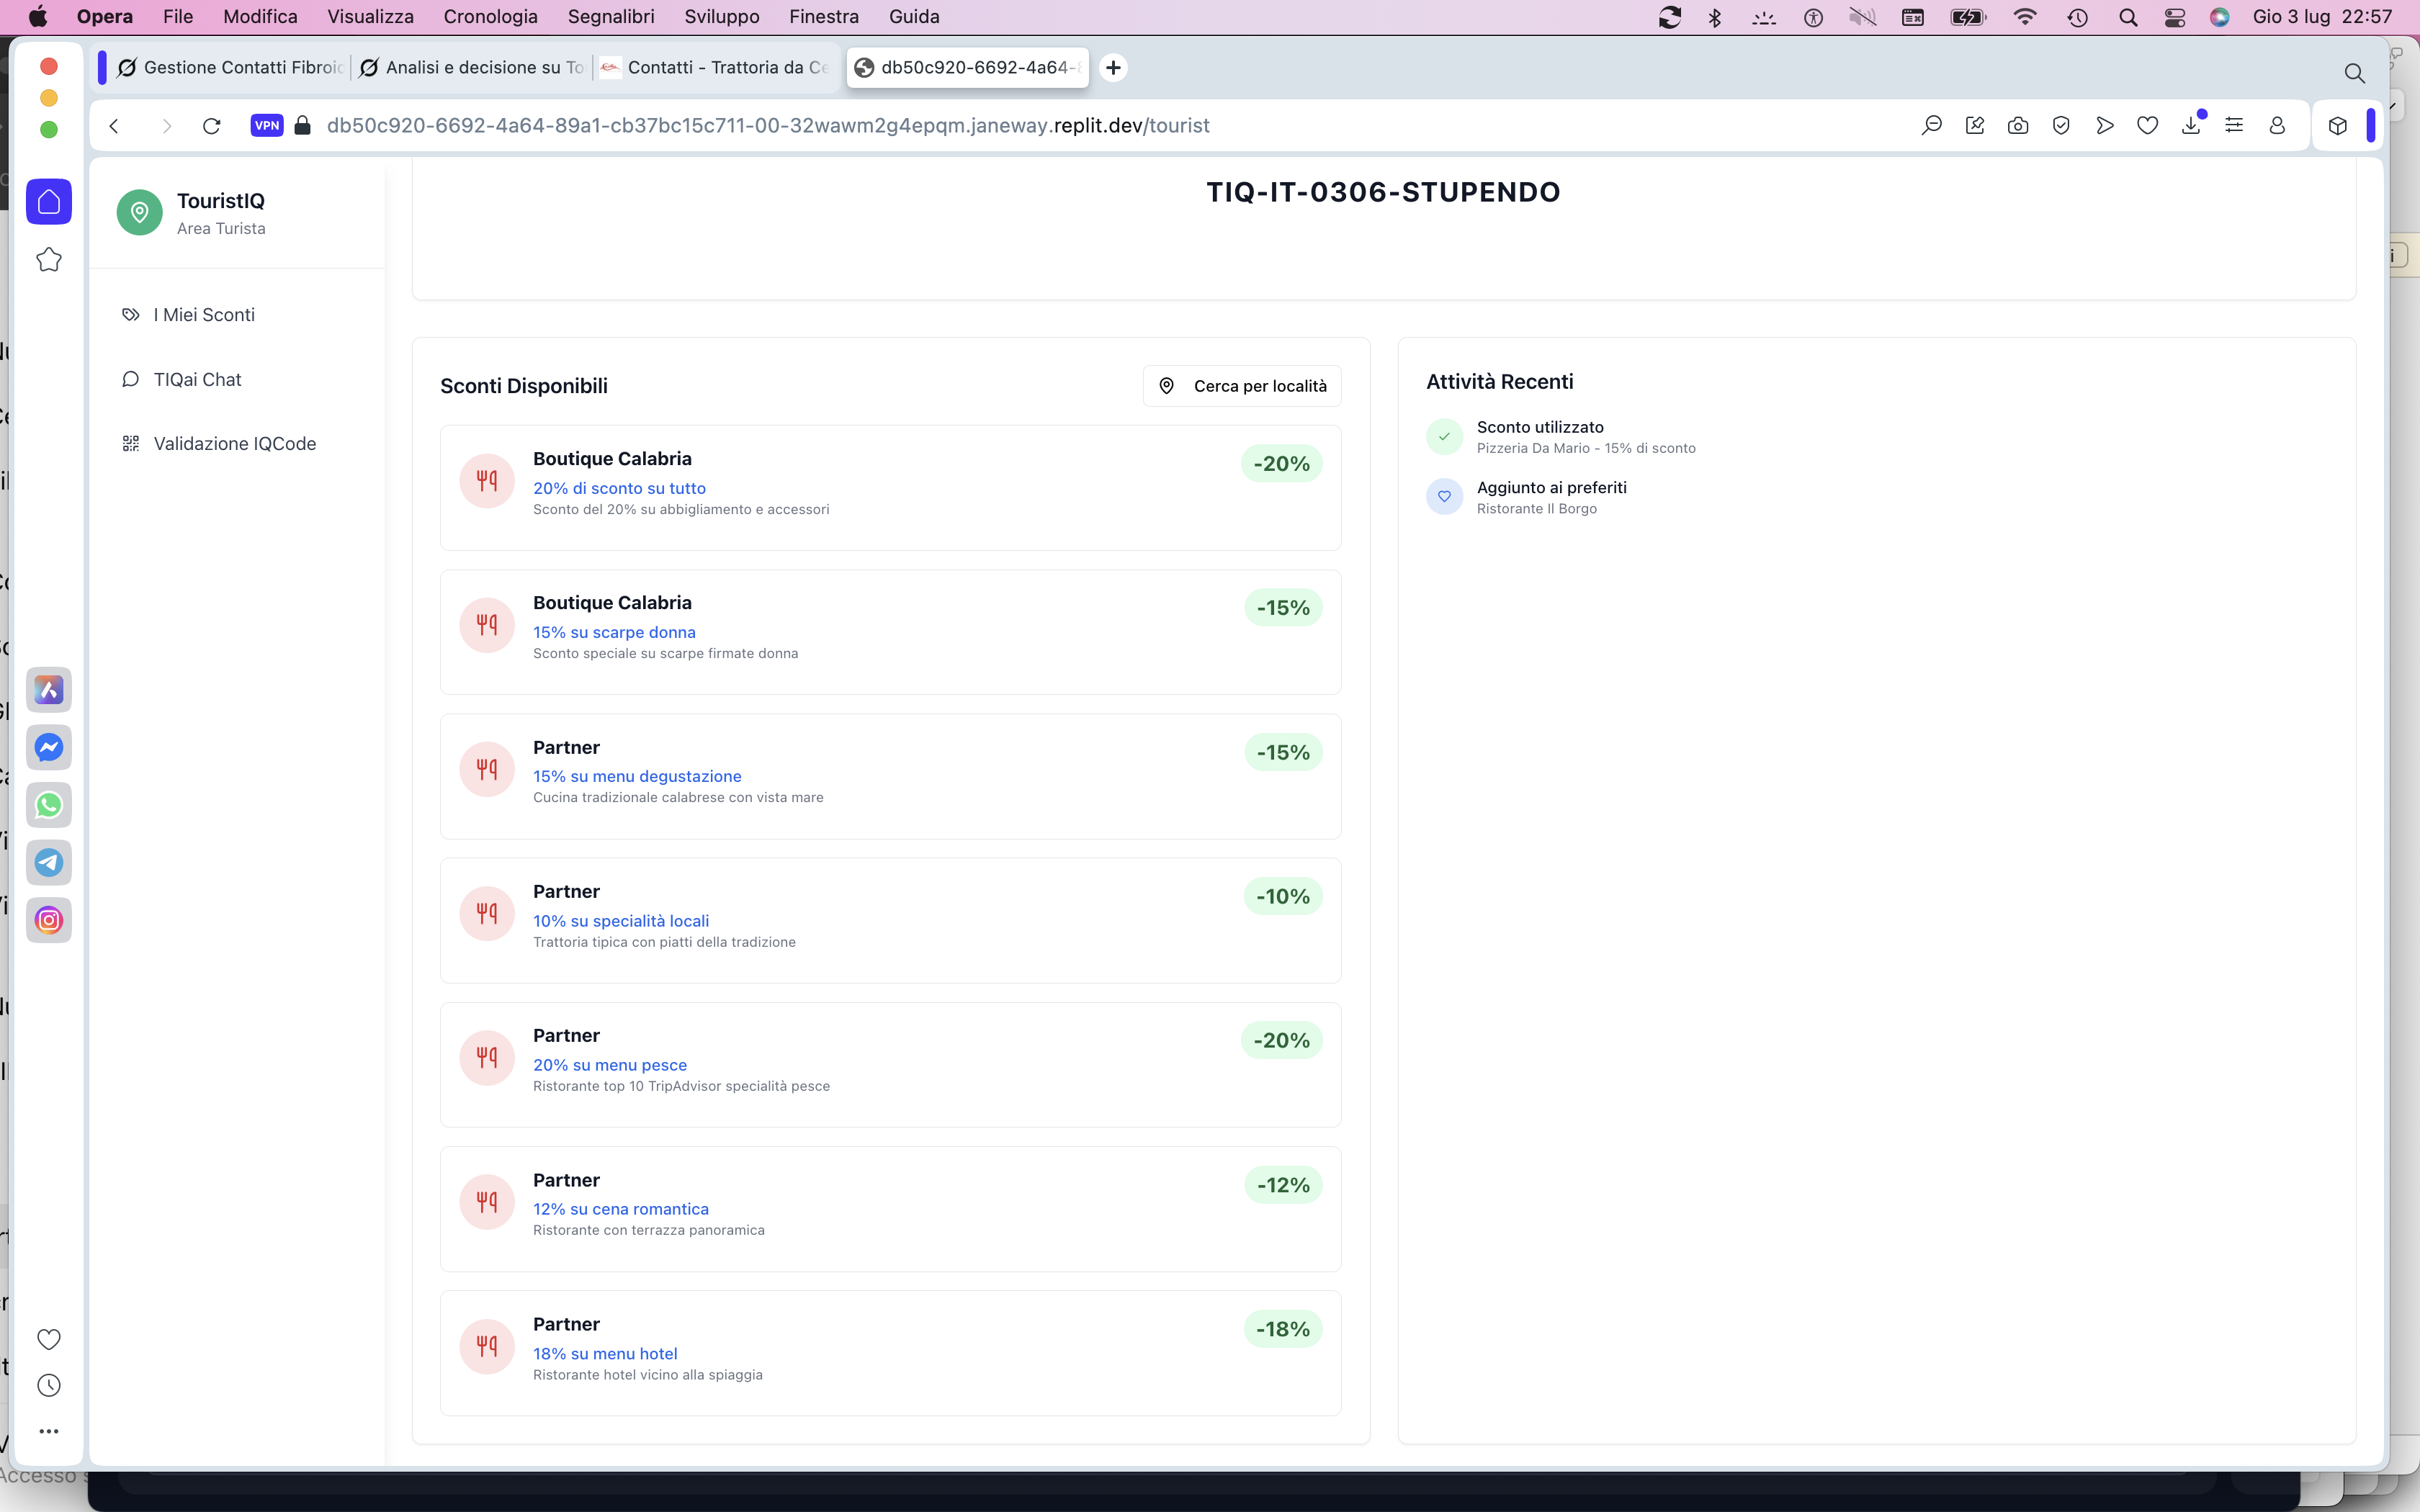 Opera File Modifica Visualizza Cronologia Segnalibri Sviluppo Finestra Guida Gio 3 lug 22:57
Gestione Contatti Fibroid Analisi e decisione su To Contatti - Trattoria da Ce db50c920-6692-4a64-8
VPN db50c920-6692-4a64-89a1-cb37bc15c711-00-32wawm2g4epqm.janeway.replit.dev/tourist
TouristIQ
Area Turista
I Miei Sconti
TIQai Chat
Validazione IQCode
TIQ-IT-0306-STUPENDO
Sconti Disponibili
Cerca per località
Boutique Calabria
-20%
20% di sconto su tutto
Sconto del 20% su abbigliamento e accessori
Boutique Calabria
-15%
15% su scarpe donna
Sconto speciale su scarpe firmate donna
Partner
-15%
15% su menu degustazione
Cucina tradizionale calabrese con vista mare
Partner
-10%
10% su specialità locali
Trattoria tipica con piatti della tradizione
Partner
-20%
20% su menu pesce
Ristorante top 10 TripAdvisor specialità pesce
Partner
-12%
12% su cena romantica
Ristorante con terrazza panoramica
Partner
-18%
18% su menu hotel
Ristorante hotel vicino alla spiaggia
Attività Recenti
Sconto utilizzato
Pizzeria Da Mario - 15% di sconto
Aggiunto ai preferiti
Ristorante Il Borgo
Accesso